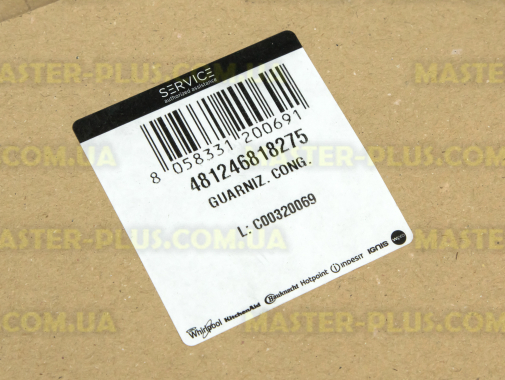 SERVICE
authorized assistance
8 058331 200691
481246818275
GUARNIZ. CONG.
L: C00320069
Whirlpool KitchenAid Bauknecht Hotpoint indesit IGNIS
MASTER-PLUS.COM.UA